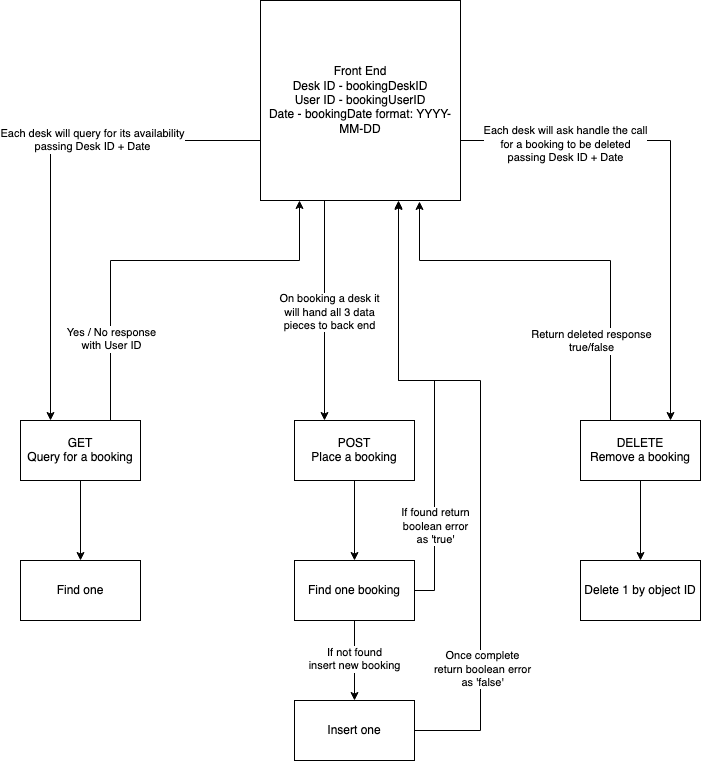 Front End
Desk ID - bookingDeskID
User ID - bookingUserID
Date - bookingDate format: YYYY-
MM-DD
Each desk will query for its availability
passing Desk ID + Date
Each desk will ask handle the call
for a booking to be deleted
passing Desk ID + Date
On booking a desk it
will hand all 3 data
pieces to back end
Yes / No response
with User ID
Return deleted response
true/false
GET
Query for a booking
POST
Place a booking
DELETE
Remove a booking
If found return
boolean error
as 'true'
Find one
Find one booking
Delete 1 by object ID
If not found
insert new booking
Once complete
return boolean error
as 'false'
Insert one